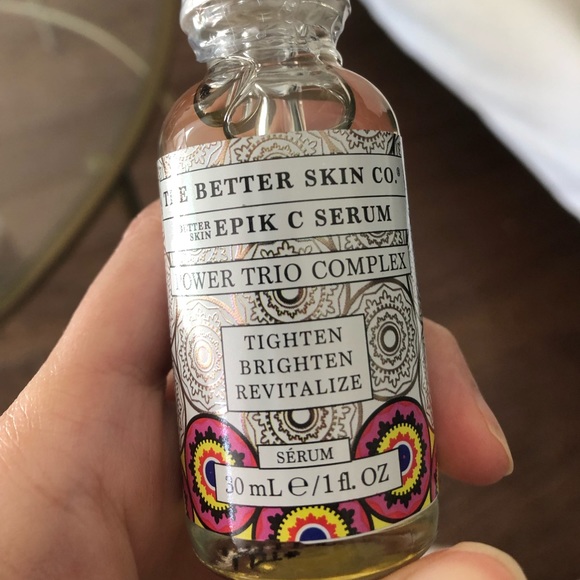 THE BETTER SKIN CO.®
BETTER SKIN EPIK C SERUM
POWER TRIO COMPLEX
TIGHTEN
BRIGHTEN
REVITALIZE
SÉRUM
30 mL ℮/1 fl. OZ